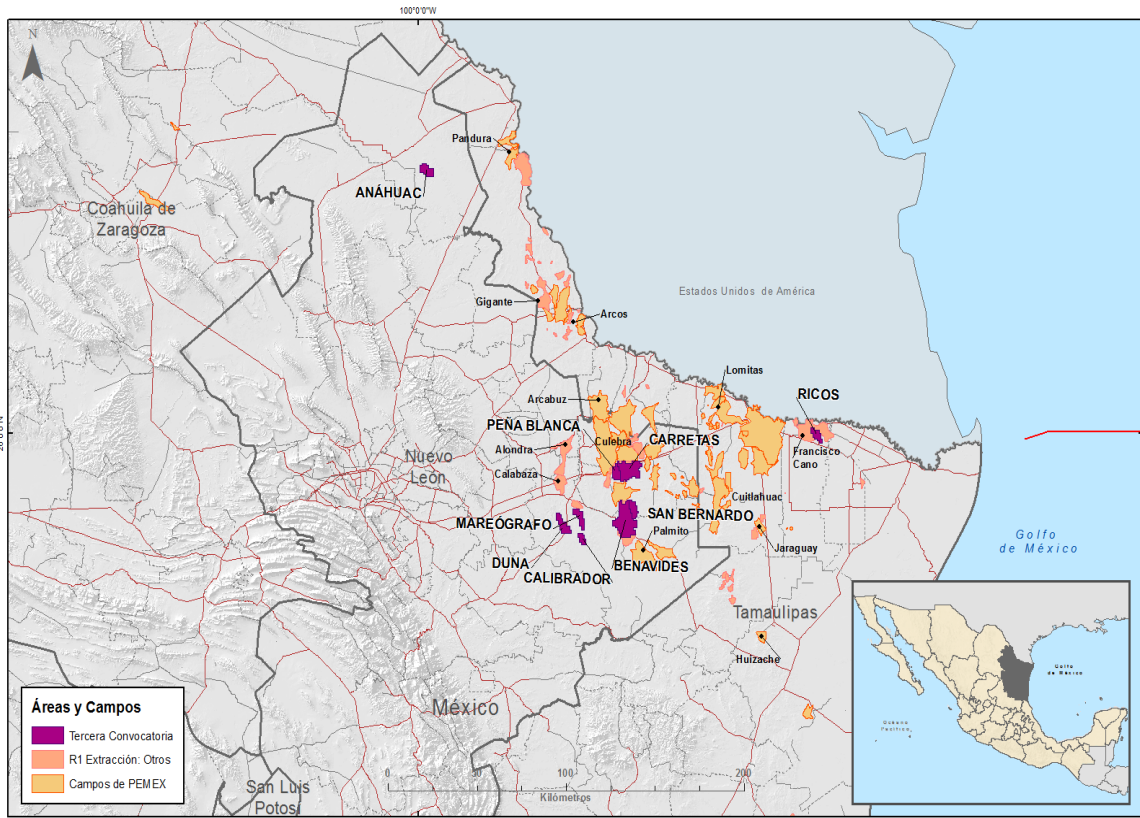 100°0'0"W
N
Pandura
ANÁHUAC
Coahuila de
Zaragoza
Estados Unidos de América
Gigante
Arcos
Lomitas
RICOS
Arcabuz
PEÑA BLANCA
Culebra
CARRETAS
Alondra
Francisco
Cano
Nuevo
León
Calabaza
Cuitlahuac
SAN BERNARDO
MAREÓGRAFO
Palmito
Jaraguay
Golfo
de México
DUNA
BENAVIDES
CALIBRADOR
Tamaulipas
Huizache
México
San Luis
Potosí
0
50
100
200
Kilómetros
Áreas y Campos
Tercera Convocatoria
R1 Extracción: Otros
Campos de PEMEX
Golfo
de México
Océano
Pacífico